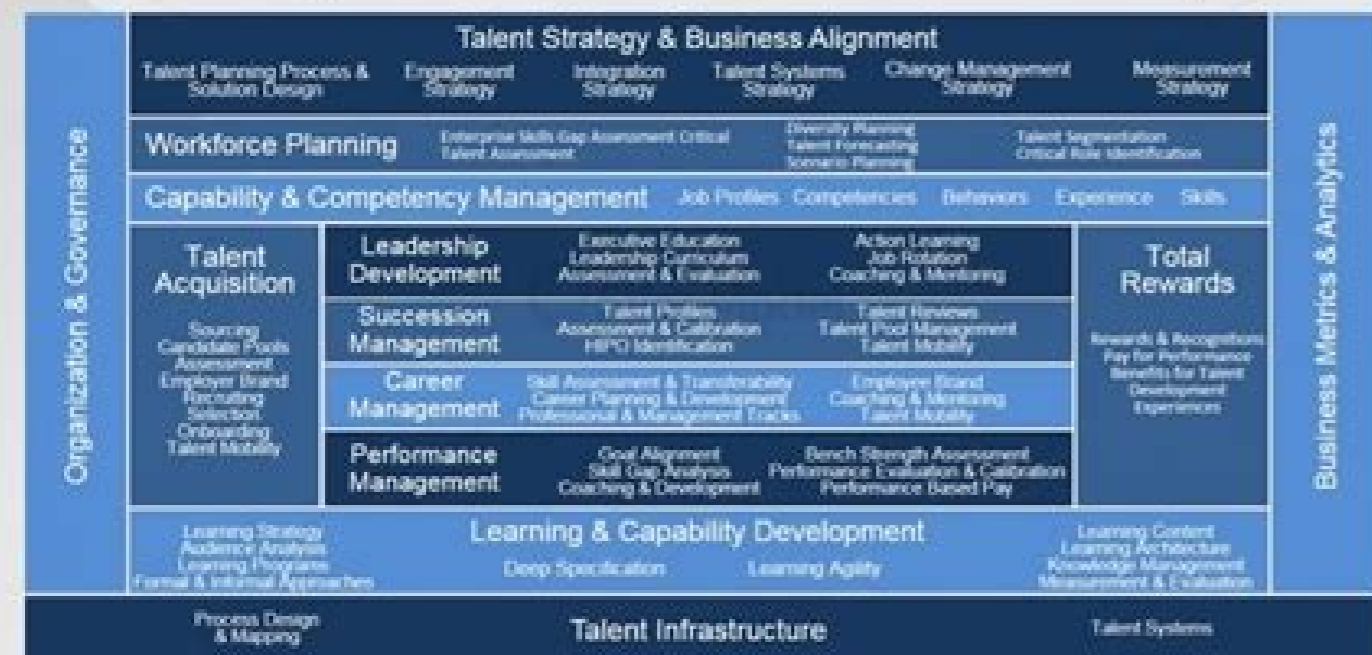 Organization & Governance
Talent Strategy & Business Alignment
Talent Planning Process &
Solution Design
Engagement
Strategy
Integration
Strategy
Talent Systems
Strategy
Change Management
Strategy
Measurement
Strategy
Workforce Planning
Enterprise Skills Gap Assessment Critical
Talent Assessment
Diversity Planning
Talent Forecasting
Scenario Planning
Talent Segmentation
Critical Role Identification
Capability & Competency Management
Job Profiles
Competencies
Behaviors
Experience
Skills
Talent
Acquisition
Sourcing
Candidate Pools
Assessment
Employer Brand
Recruiting
Selection
Onboarding
Talent Mobility
Leadership
Development
Executive Education
Leadership Curriculum
Assessment & Evaluation
Action Learning
Job Rotation
Coaching & Mentoring
Succession
Management
Talent Profiles
Assessment & Calibration
HIPO Identification
Talent Reviews
Talent Pool Management
Talent Mobility
Career
Management
Skill Assessment & Transferability
Career Planning & Development
Professional & Management Tracks
Employee Brand
Coaching & Mentoring
Talent Mobility
Performance
Management
Goal Alignment
Skill Gap Analysis
Coaching & Development
Bench Strength Assessment
Performance Evaluation & Calibration
Performance Based Pay
Total
Rewards
Rewards & Recognitions
Pay for Performance
Benefits for Talent
Development
Experiences
Learning & Capability Development
Learning Strategy
Audience Analysis
Learning Programs
Formal & Informal Approaches
Deep Specification
Learning Agility
Learning Content
Learning Architecture
Knowledge Management
Measurement & Evaluation
Business Metrics & Analytics
Process Design
& Mapping
Talent Infrastructure
Talent Systems